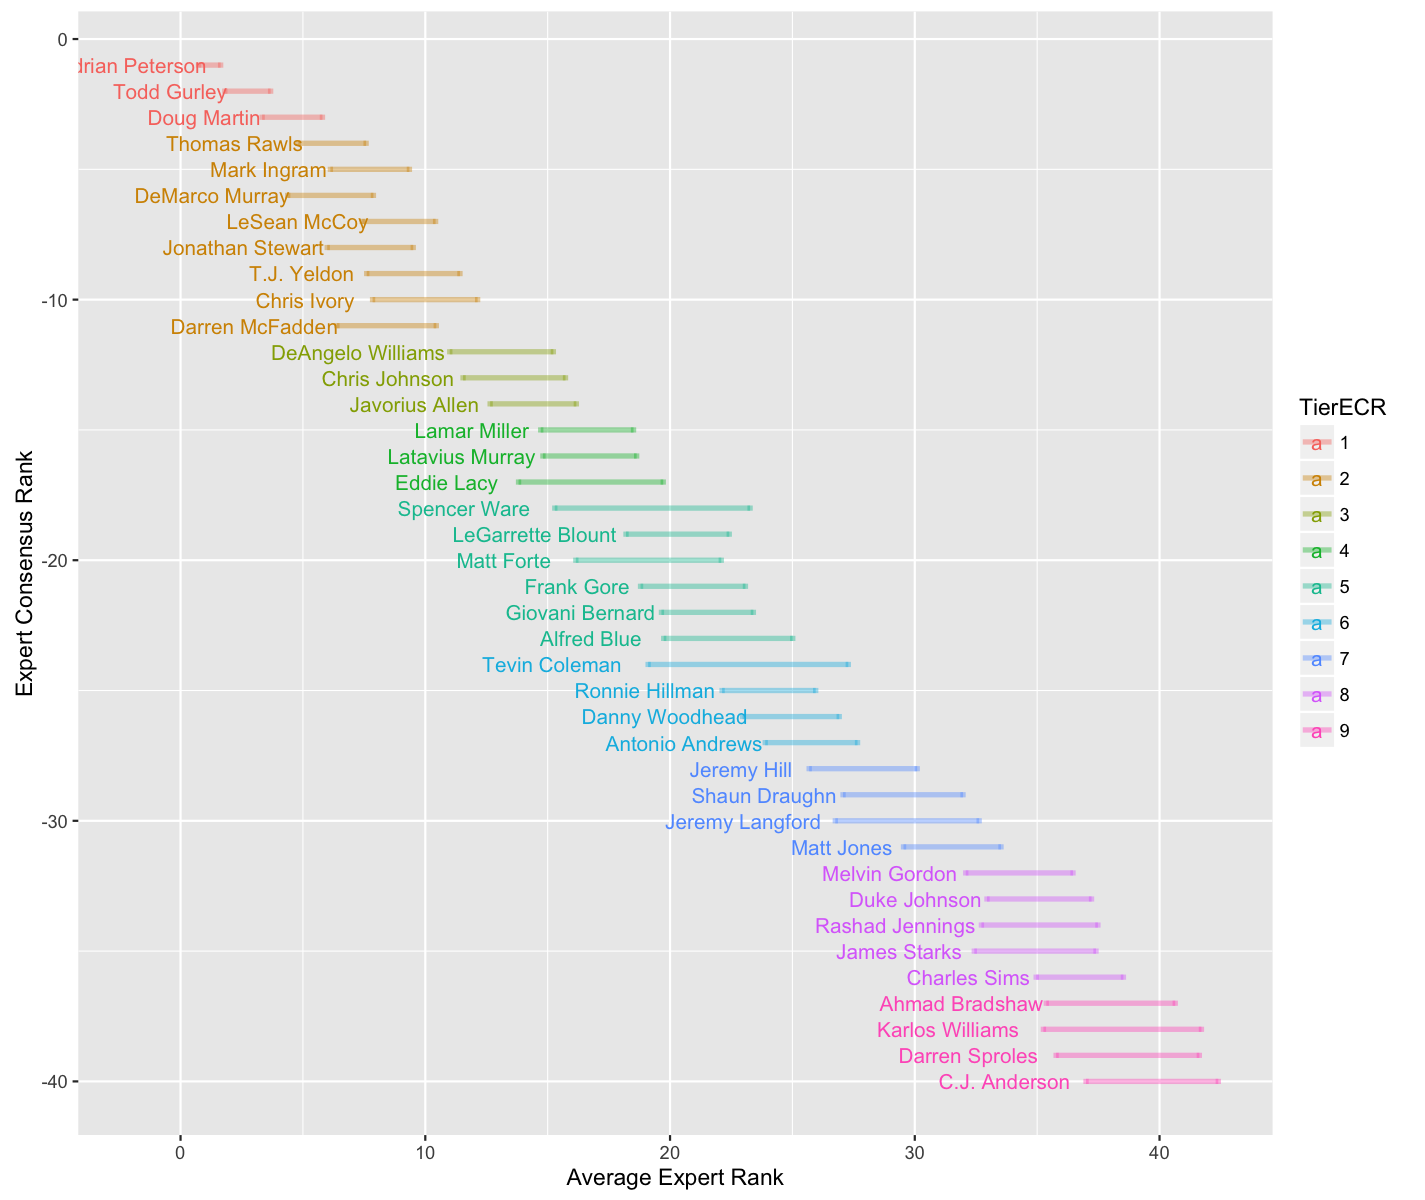 0
drian Peterson
Todd Gurley
Doug Martin
Thomas Rawls
Mark Ingram
DeMarco Murray
LeSean McCoy
Jonathan Stewart
T.J. Yeldon
-10
Chris Ivory
Darren McFadden
DeAngelo Williams
Chris Johnson
Javorius Allen
Lamar Miller
Latavius Murray
Eddie Lacy
Spencer Ware
LeGarrette Blount
-20
Matt Forte
Frank Gore
Giovani Bernard
Alfred Blue
Tevin Coleman
Ronnie Hillman
Danny Woodhead
Antonio Andrews
Jeremy Hill
Shaun Draughn
-30
Jeremy Langford
Matt Jones
Melvin Gordon
Duke Johnson
Rashad Jennings
James Starks
Charles Sims
Ahmad Bradshaw
Karlos Williams
Darren Sproles
-40
C.J. Anderson
0 10 20 30 40
Average Expert Rank
Expert Consensus Rank
TierECR
a 1
a 2
a 3
a 4
a 5
a 6
a 7
a 8
a 9